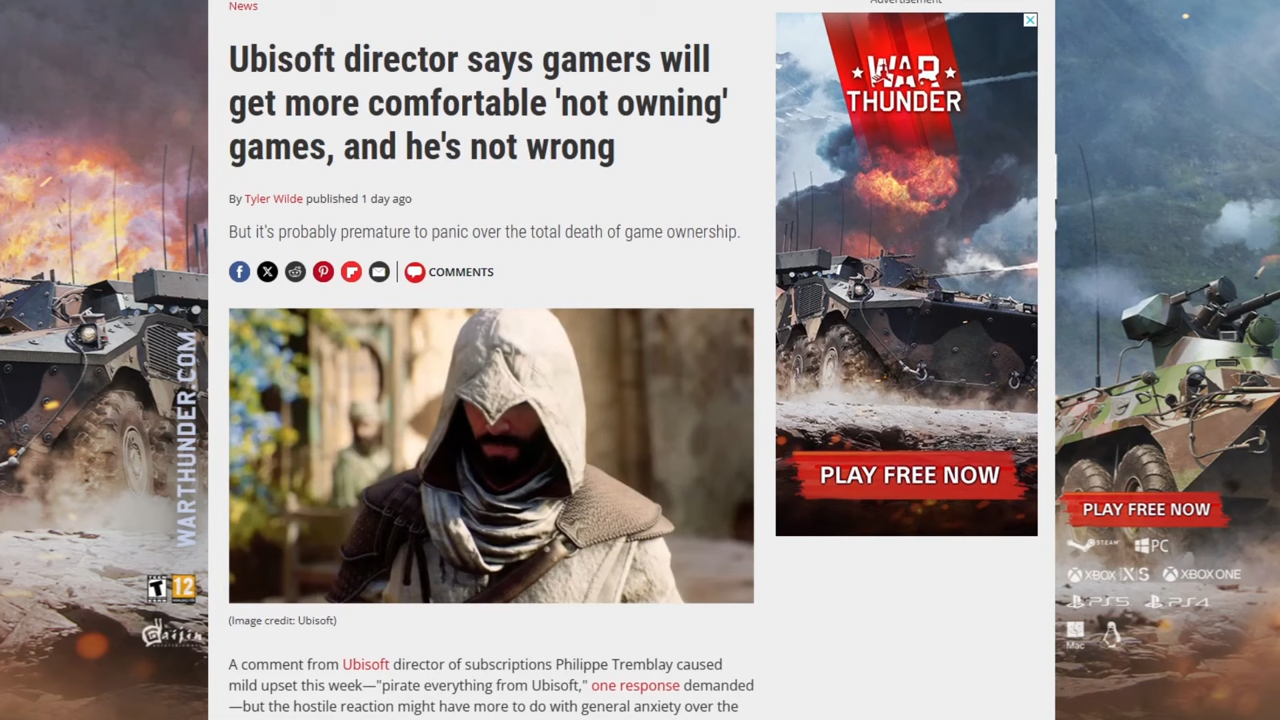 News
Advertisement
Ubisoft director says gamers will
get more comfortable 'not owning'
games, and he's not wrong
By Tyler Wilde published 1 day ago
But it's probably premature to panic over the total death of game ownership.
COMMENTS
(Image credit: Ubisoft)
A comment from Ubisoft director of subscriptions Philippe Tremblay caused
mild upset this week—"pirate everything from Ubisoft," one response demanded
—but the hostile reaction might have more to do with general anxiety over the
WAR
THUNDER
PLAY FREE NOW
WARTHUNDER.COM
TEEN
T
12
Gaijin
PLAY FREE NOW
STEAM
PC
XBOX X|S
XBOX ONE
PS5
PS4
Mac